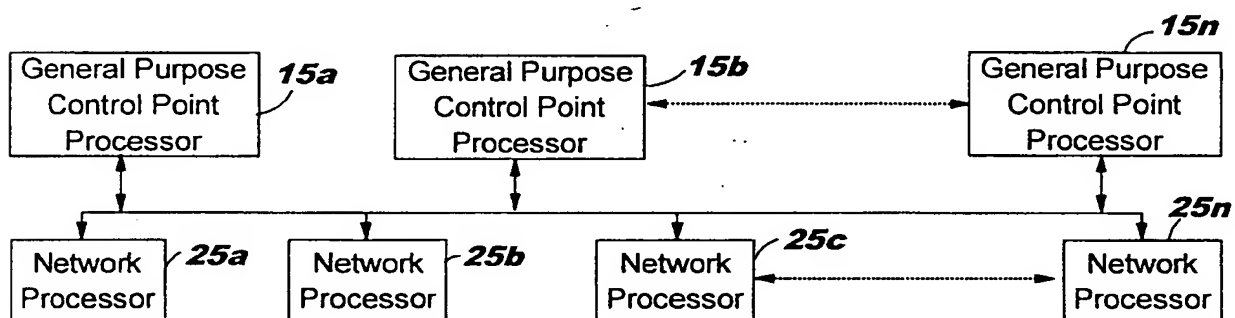 General Purpose
Control Point
Processor
15a
General Purpose
Control Point
Processor
15b
General Purpose
Control Point
Processor
15n
Network
Processor
25a
Network
Processor
25b
Network
Processor
25c
Network
Processor
25n